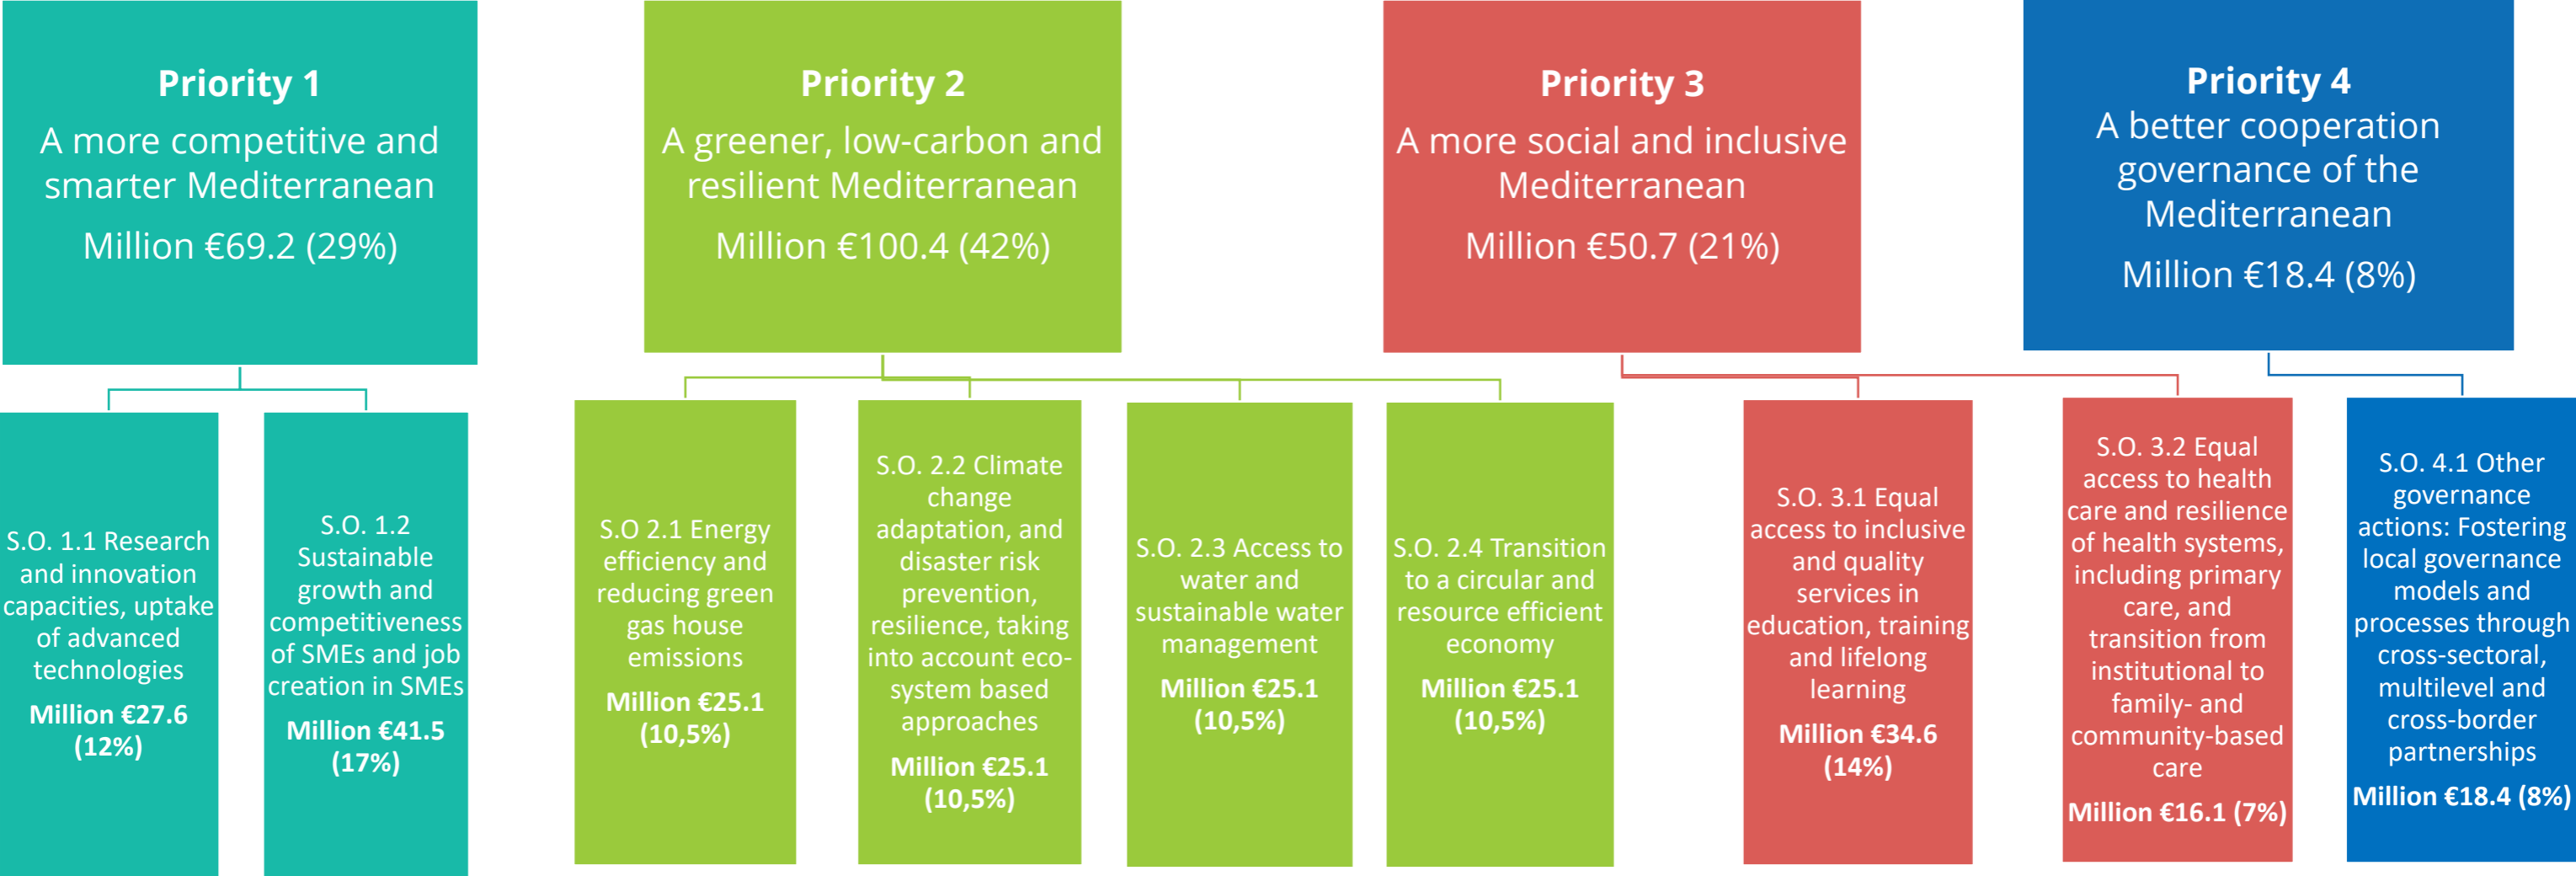 Priority 1
A more competitive and
smarter Mediterranean
Million €69.2 (29%)
Priority 2
A greener, low-carbon and
resilient Mediterranean
Million €100.4 (42%)
Priority 3
A more social and inclusive
Mediterranean
Million €50.7 (21%)
Priority 4
A better cooperation
governance of the
Mediterranean
Million €18.4 (8%)
S.O. 1.1 Research
and innovation
capacities, uptake
of advanced
technologies
Million €27.6
(12%)
S.O. 1.2
Sustainable
growth and
competitiveness
of SMEs and job
creation in SMEs
Million €41.5
(17%)
S.O 2.1 Energy
efficiency and
reducing green
gas house
emissions
Million €25.1
(10,5%)
S.O. 2.2 Climate
change
adaptation, and
disaster risk
prevention,
resilience, taking
into account eco-
system based
approaches
Million €25.1
(10,5%)
S.O. 2.3 Access to
water and
sustainable water
management
Million €25.1
(10,5%)
S.O. 2.4 Transition
to a circular and
resource efficient
economy
Million €25.1
(10,5%)
S.O. 3.1 Equal
access to inclusive
and quality
services in
education, training
and lifelong
learning
Million €34.6
(14%)
S.O. 3.2 Equal
access to health
care and resilience
of health systems,
including primary
care, and
transition from
institutional to
family- and
community-based
care
Million €16.1 (7%)
S.O. 4.1 Other
governance
actions: Fostering
local governance
models and
processes through
cross-sectoral,
multilevel and
cross-border
partnerships
Million €18.4 (8%)